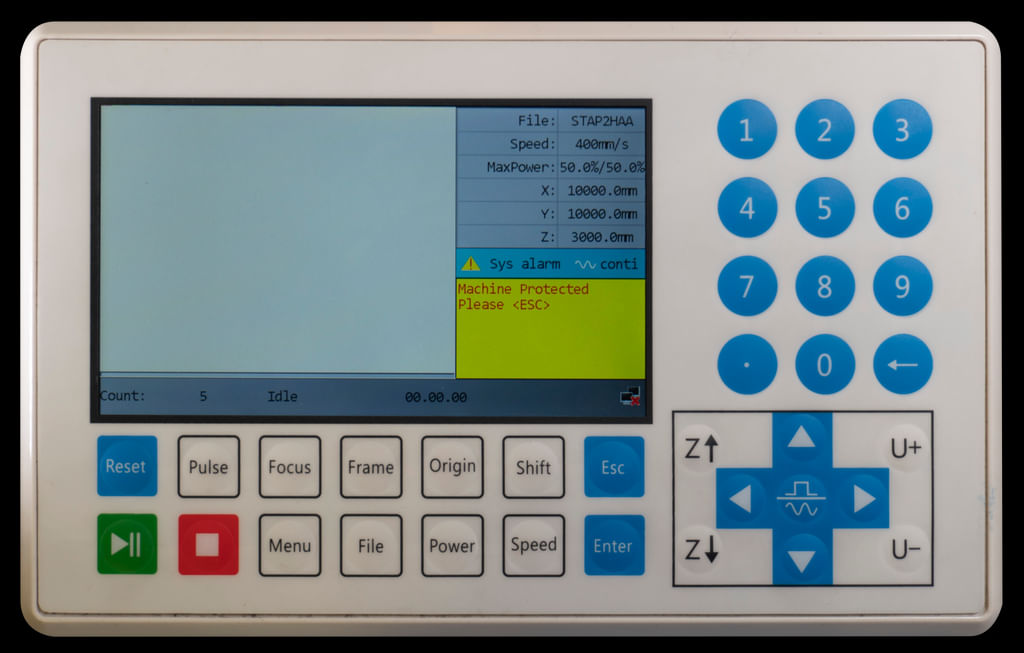 File: STAP2HAA
Speed: 400mm/s
MaxPower: 50.0%/50.0%
X: 10000.0mm
Y: 10000.0mm
Z: 3000.0mm
Sys alarm conti
Machine Protected
Please <ESC>
Count: 5 Idle 00.00.00
1 2 3
4 5 6
7 8 9
. 0 ←
Reset Pulse Focus Frame Origin Shift Esc
Menu File Power Speed Enter
Z↑ U+
Z↓ U−